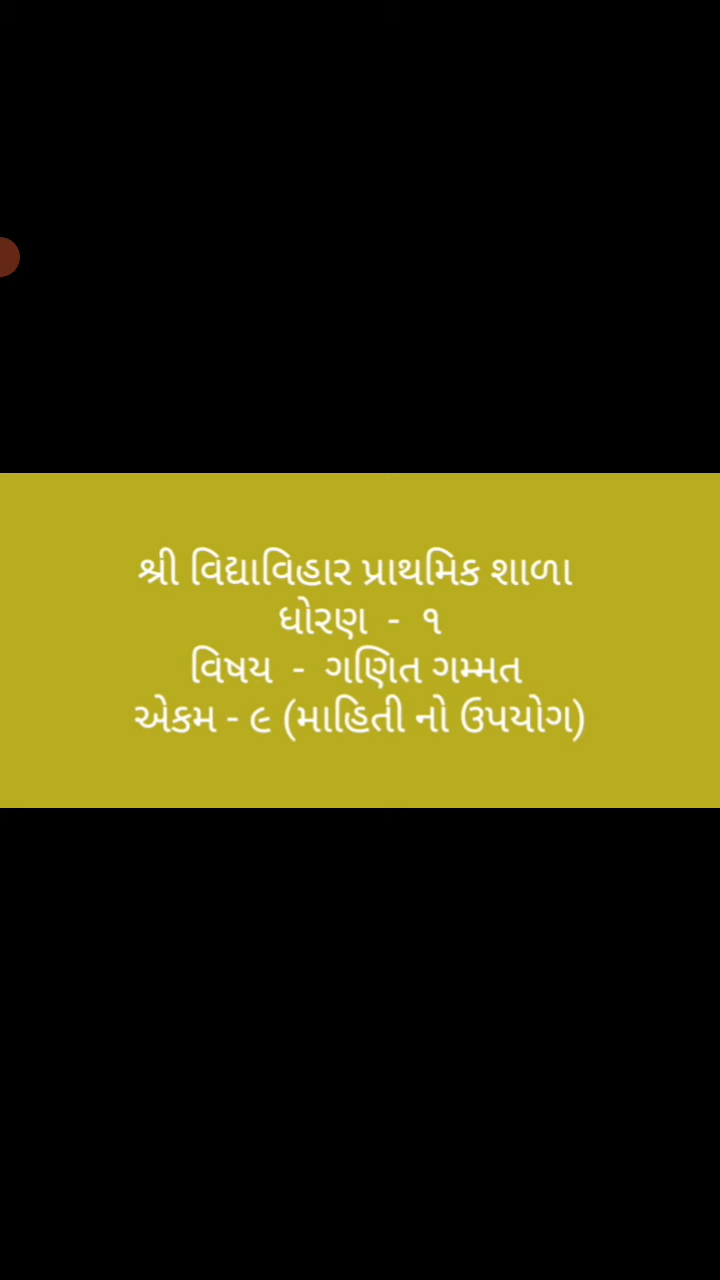 શ્રી વિદ્યાવિહાર પ્રાથમિક શાળા
ધોરણ - ૧
વિષય - ગણિત ગમ્મત
એકમ - ૯ (માહિતી નો ઉપયોગ)